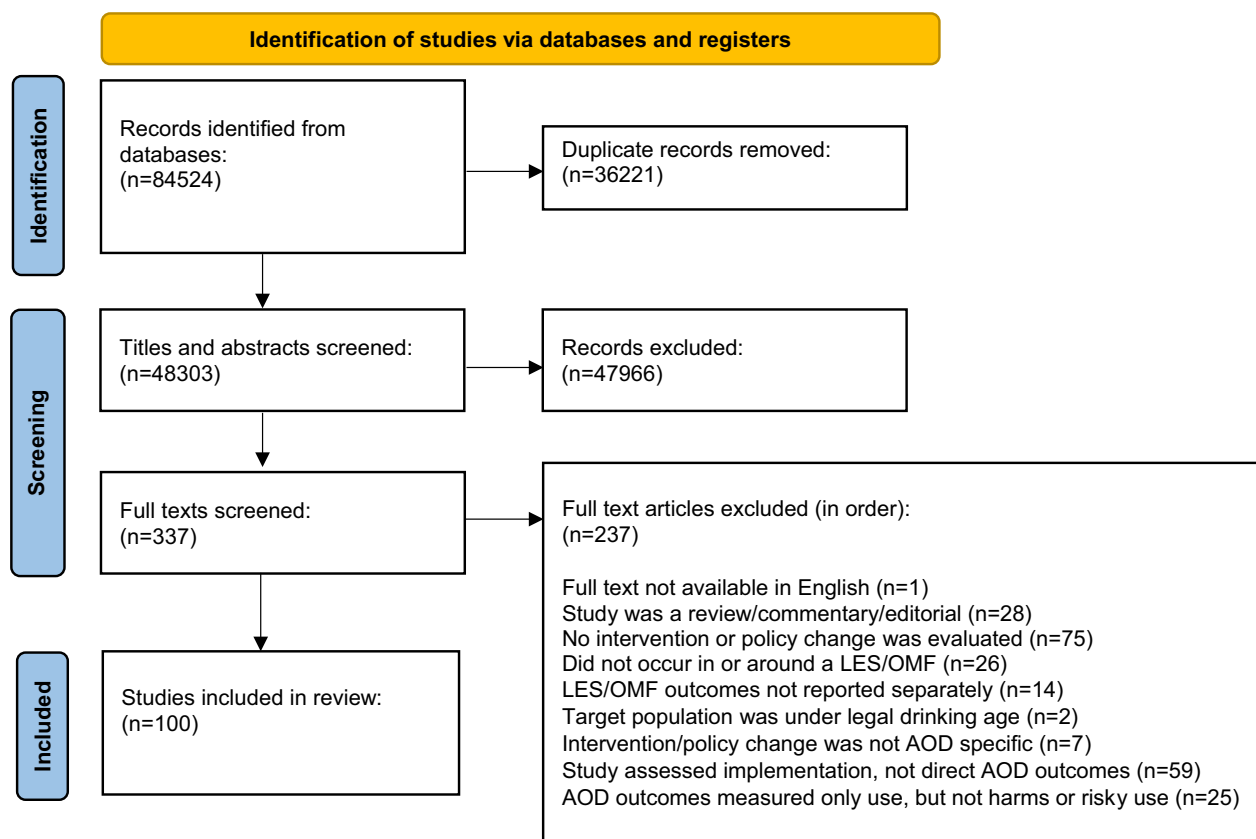 Identification of studies via databases and registers
Identification
Records identified from
databases:
(n=84524)
Duplicate records removed:
(n=36221)
Screening
Titles and abstracts screened:
(n=48303)
Records excluded:
(n=47966)
Full texts screened:
(n=337)
Full text articles excluded (in order):
(n=237)
Full text not available in English (n=1)
Study was a review/commentary/editorial (n=28)
No intervention or policy change was evaluated (n=75)
Did not occur in or around a LES/OMF (n=26)
LES/OMF outcomes not reported separately (n=14)
Target population was under legal drinking age (n=2)
Intervention/policy change was not AOD specific (n=7)
Study assessed implementation, not direct AOD outcomes (n=59)
AOD outcomes measured only use, but not harms or risky use (n=25)
Included
Studies included in review:
(n=100)